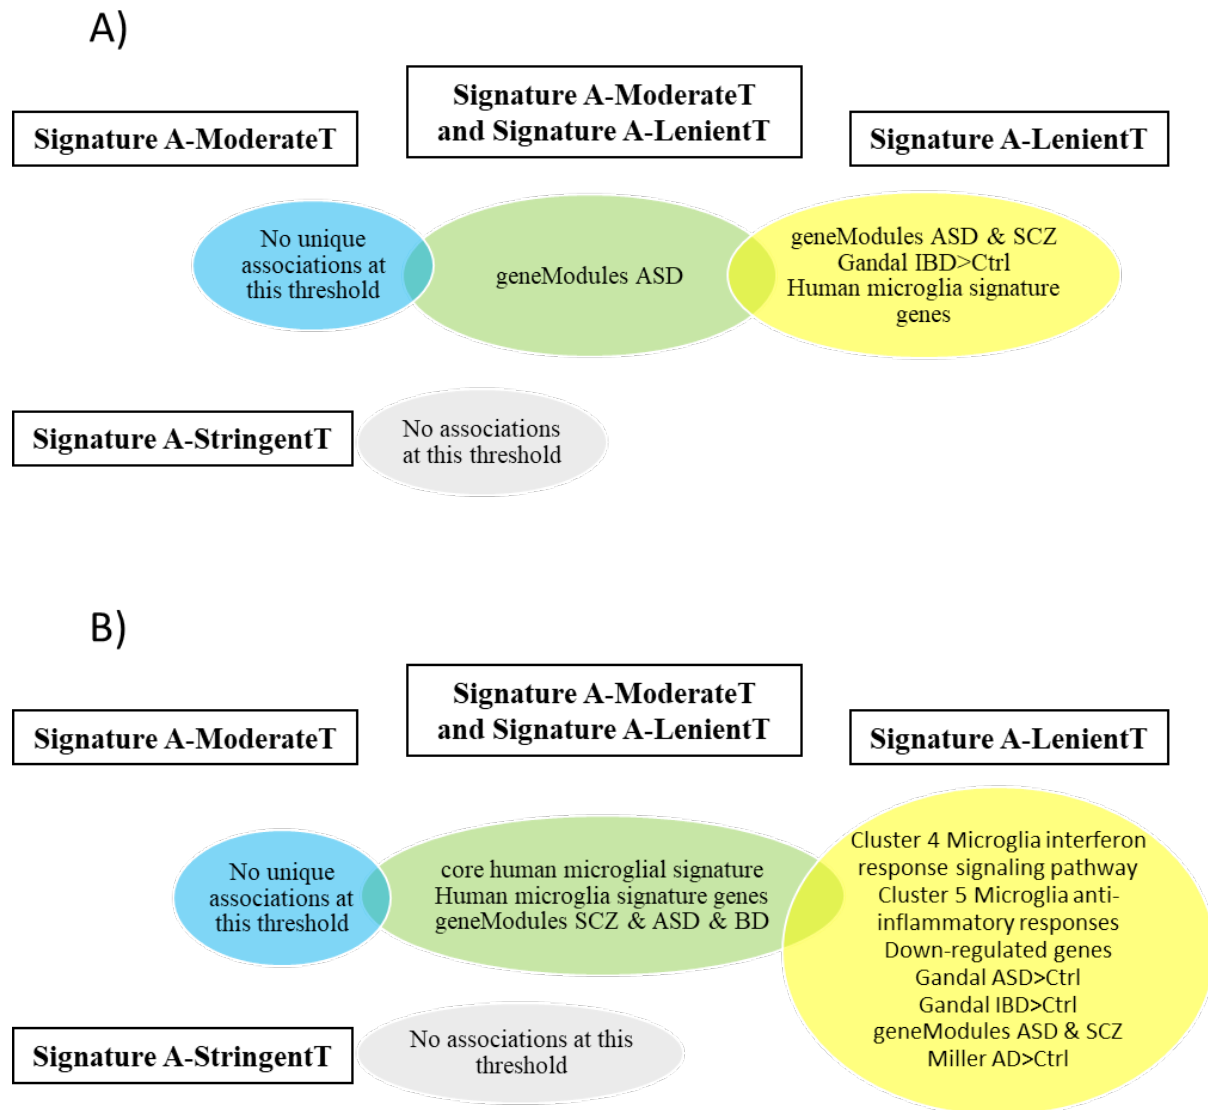 A)
Signature A-ModerateT
Signature A-ModerateT
and Signature A-LenientT
Signature A-LenientT
No unique
associations at
this threshold
geneModules ASD
geneModules ASD & SCZ
Gandal IBD>Ctrl
Human microglia signature
genes
Signature A-StringentT
No associations
at this threshold
B)
Signature A-ModerateT
Signature A-ModerateT
and Signature A-LenientT
Signature A-LenientT
No unique
associations at
this threshold
core human microglial signature
Human microglia signature genes
geneModules SCZ & ASD & BD
Cluster 4 Microglia interferon
response signaling pathway
Cluster 5 Microglia anti-
inflammatory responses
Down-regulated genes
Gandal ASD>Ctrl
Gandal IBD>Ctrl
geneModules ASD & SCZ
Miller AD>Ctrl
Signature A-StringentT
No associations at this
threshold